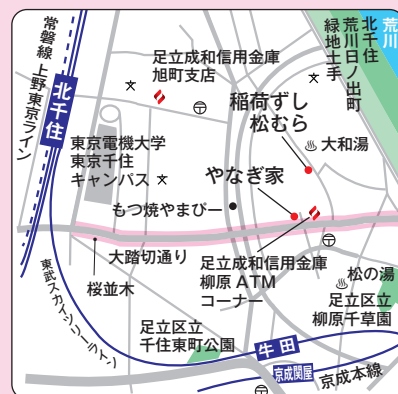 常磐線 上野東京ライン
北千住
足立成和信用金庫
旭町支店
北千住
荒川日ノ出町
緑地土手
荒川
稲荷ずし
松むら
大和湯
東京電機大学
東京千住
キャンパス
やなぎ家
もつ焼やまびー
大踏切通り
桜並木
足立成和信用金庫
柳原ATM
コーナー
松の湯
足立区立
柳原千草園
東武スカイツリーライン
足立区立
千住東町公園
牛田
京成関屋
京成本線